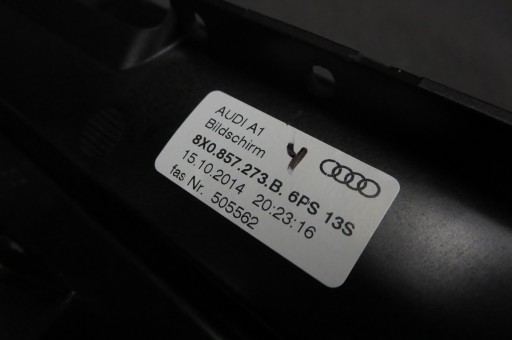 AUDI A1
Bildschirm
8X0.857.273.B. 6PS 13S
15.10.2014 20:23:16
fas Nr. 505562